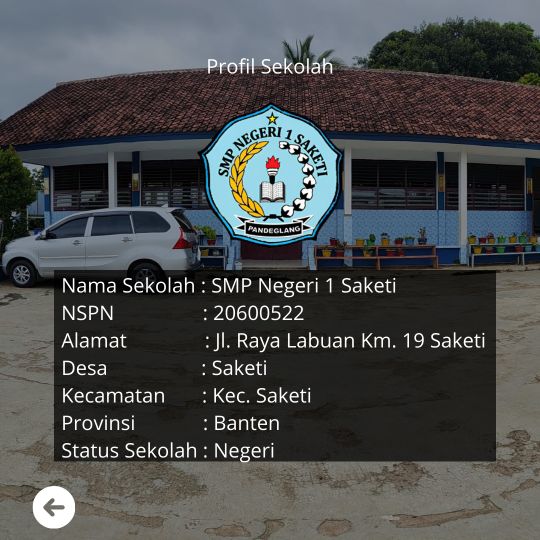 Profil Sekolah
SMP NEGERI 1 SAKETI
PANDEGLANG
Nama Sekolah : SMP Negeri 1 Saketi
NSPN : 20600522
Alamat : Jl. Raya Labuan Km. 19 Saketi
Desa : Saketi
Kecamatan : Kec. Saketi
Provinsi : Banten
Status Sekolah : Negeri